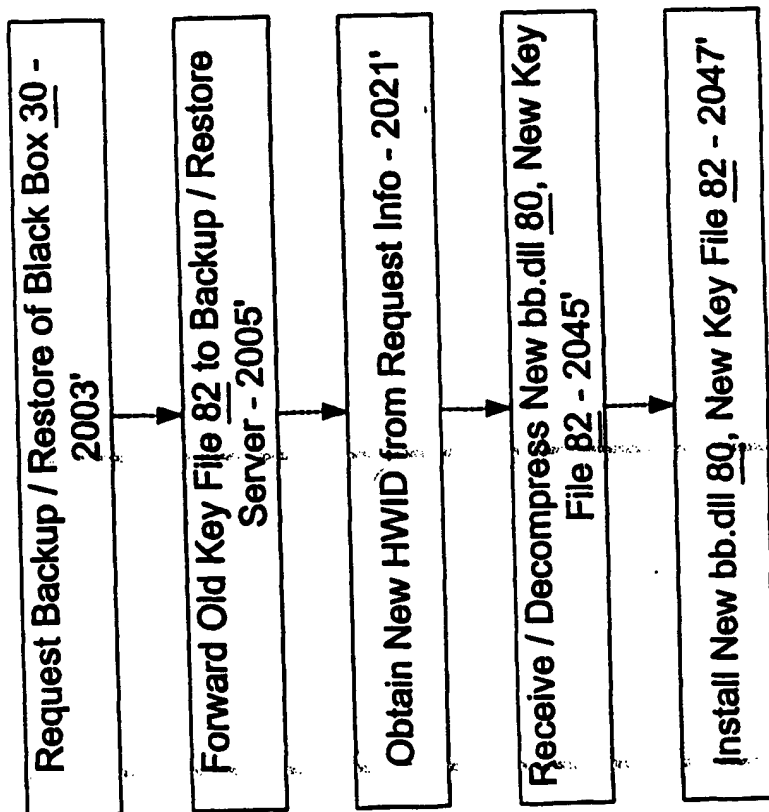 Request Backup / Restore of Black Box 30 -
2003'
Forward Old Key File 82 to Backup / Restore
Server - 2005'
Obtain New HWID from Request Info - 2021'
Receive / Decompress New bb.dll 80, New Key
File 82 - 2045'
Install New bb.dll 80, New Key File 82 - 2047'